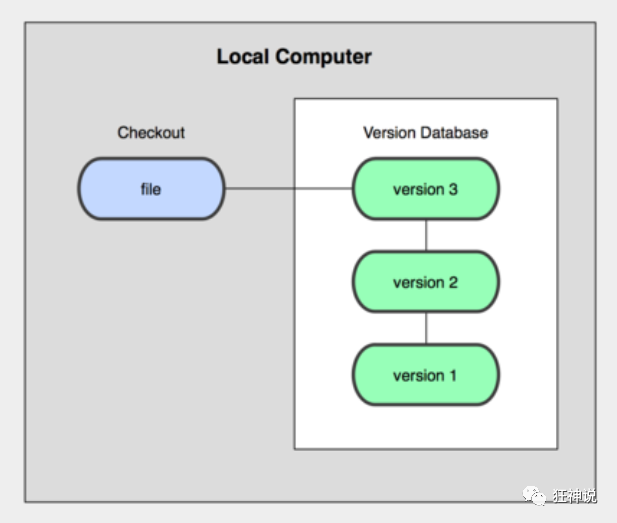 Local Computer
Checkout
Version Database
file
version 3
version 2
version 1
狂神说